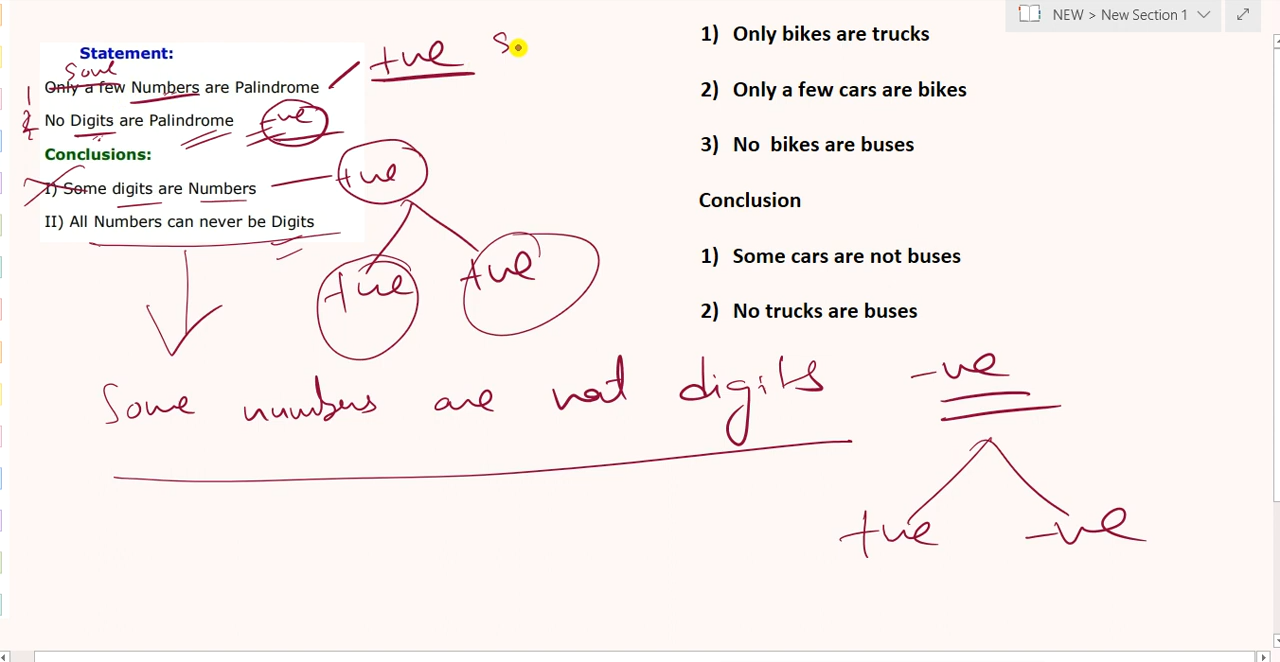 NEW > New Section 1
Statement:
Some
1 Only a few Numbers are Palindrome +ve S
2 No Digits are Palindrome -ve
Conclusions:
I) Some digits are Numbers +ve
II) All Numbers can never be Digits
+ve +ve
Some numbers are not digits
1) Only bikes are trucks
2) Only a few cars are bikes
3) No bikes are buses
Conclusion
1) Some cars are not buses
2) No trucks are buses
-ve
+ve -ve